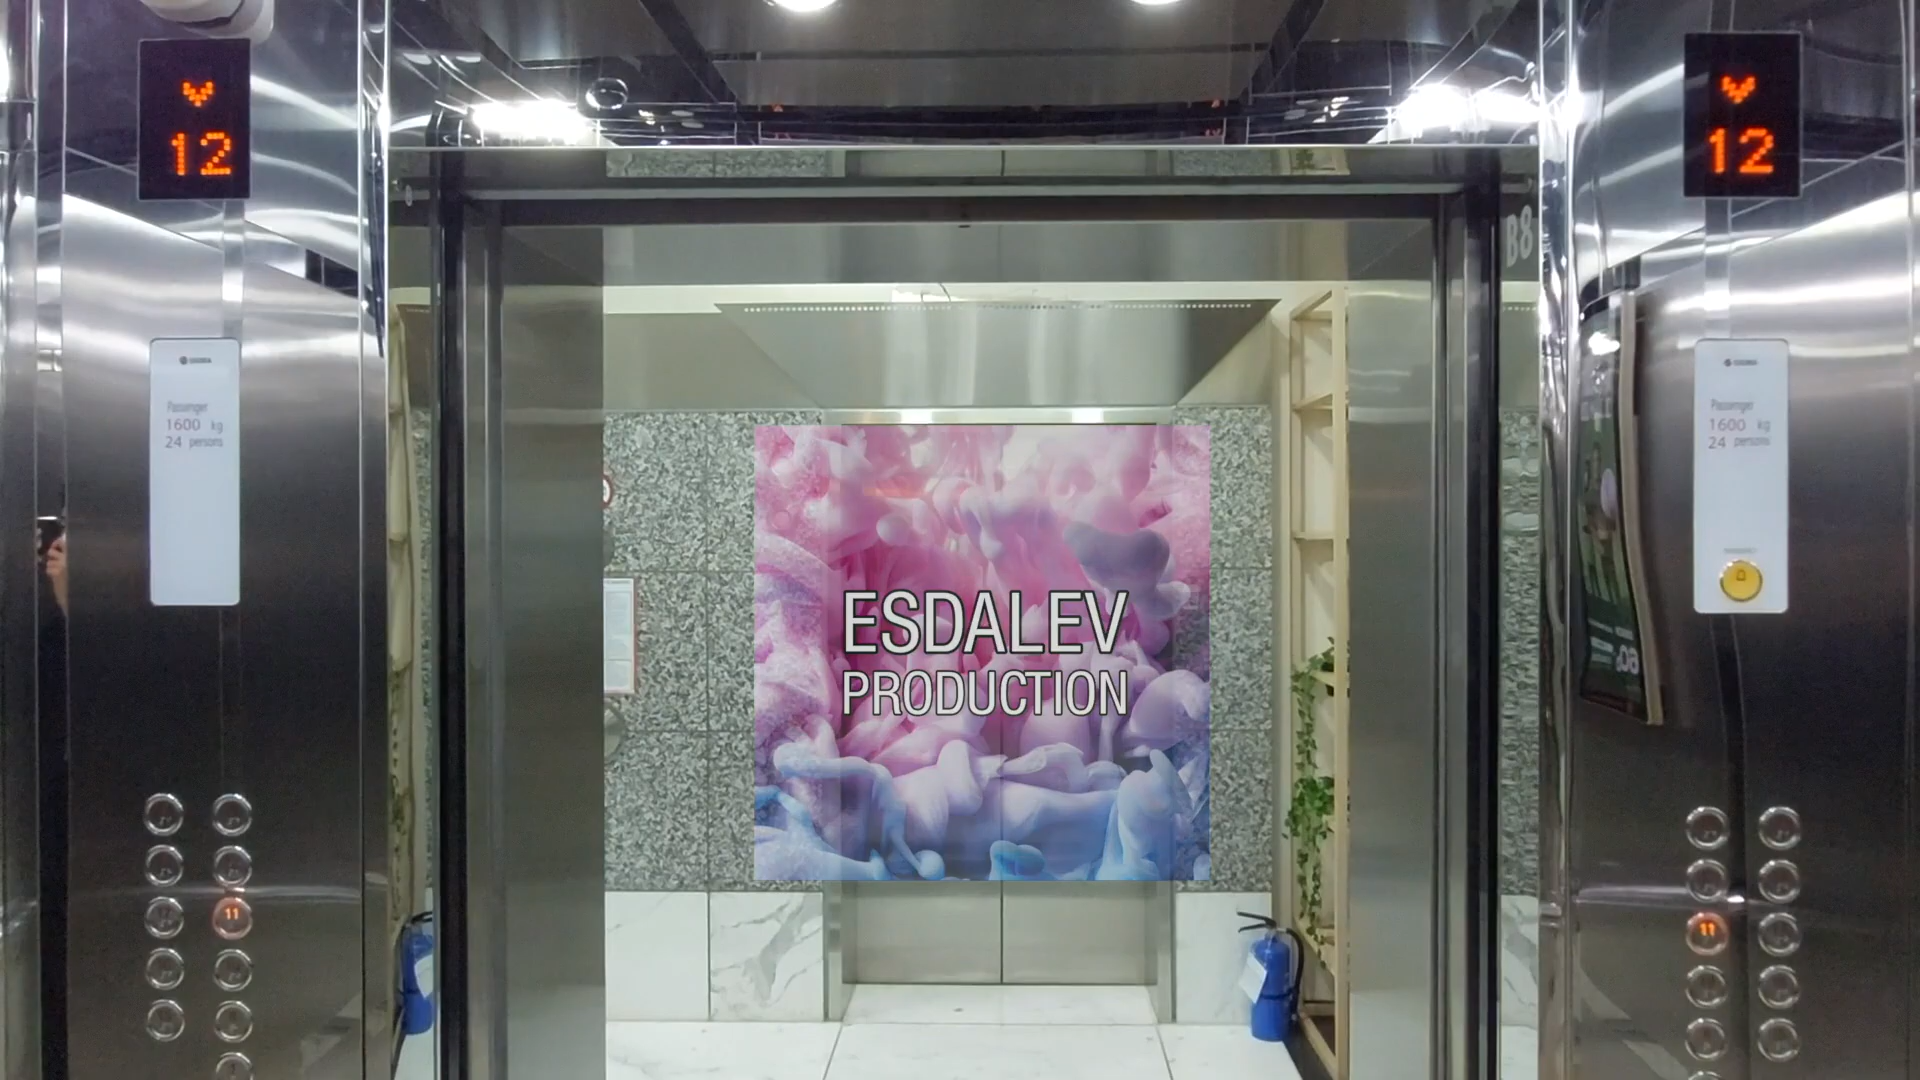 12
12
B8
Passenger
1600 kg
24 persons
Passenger
1600 kg
24 persons
ESDALEV
PRODUCTION
11
11